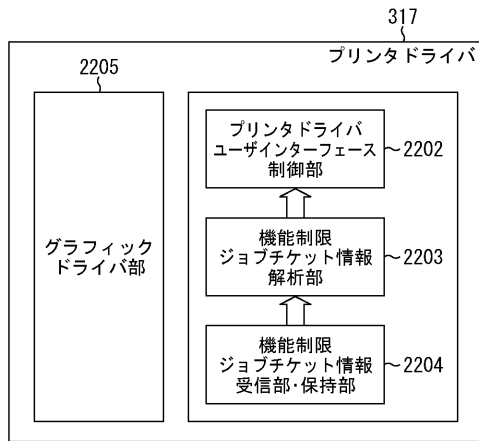 317
プリンタドライバ
2205
グラフィック
ドライバ部
プリンタドライバ
ユーザインターフェース
制御部
2202
機能制限
ジョブチケット情報
解析部
2203
機能制限
ジョブチケット情報
受信部・保持部
2204